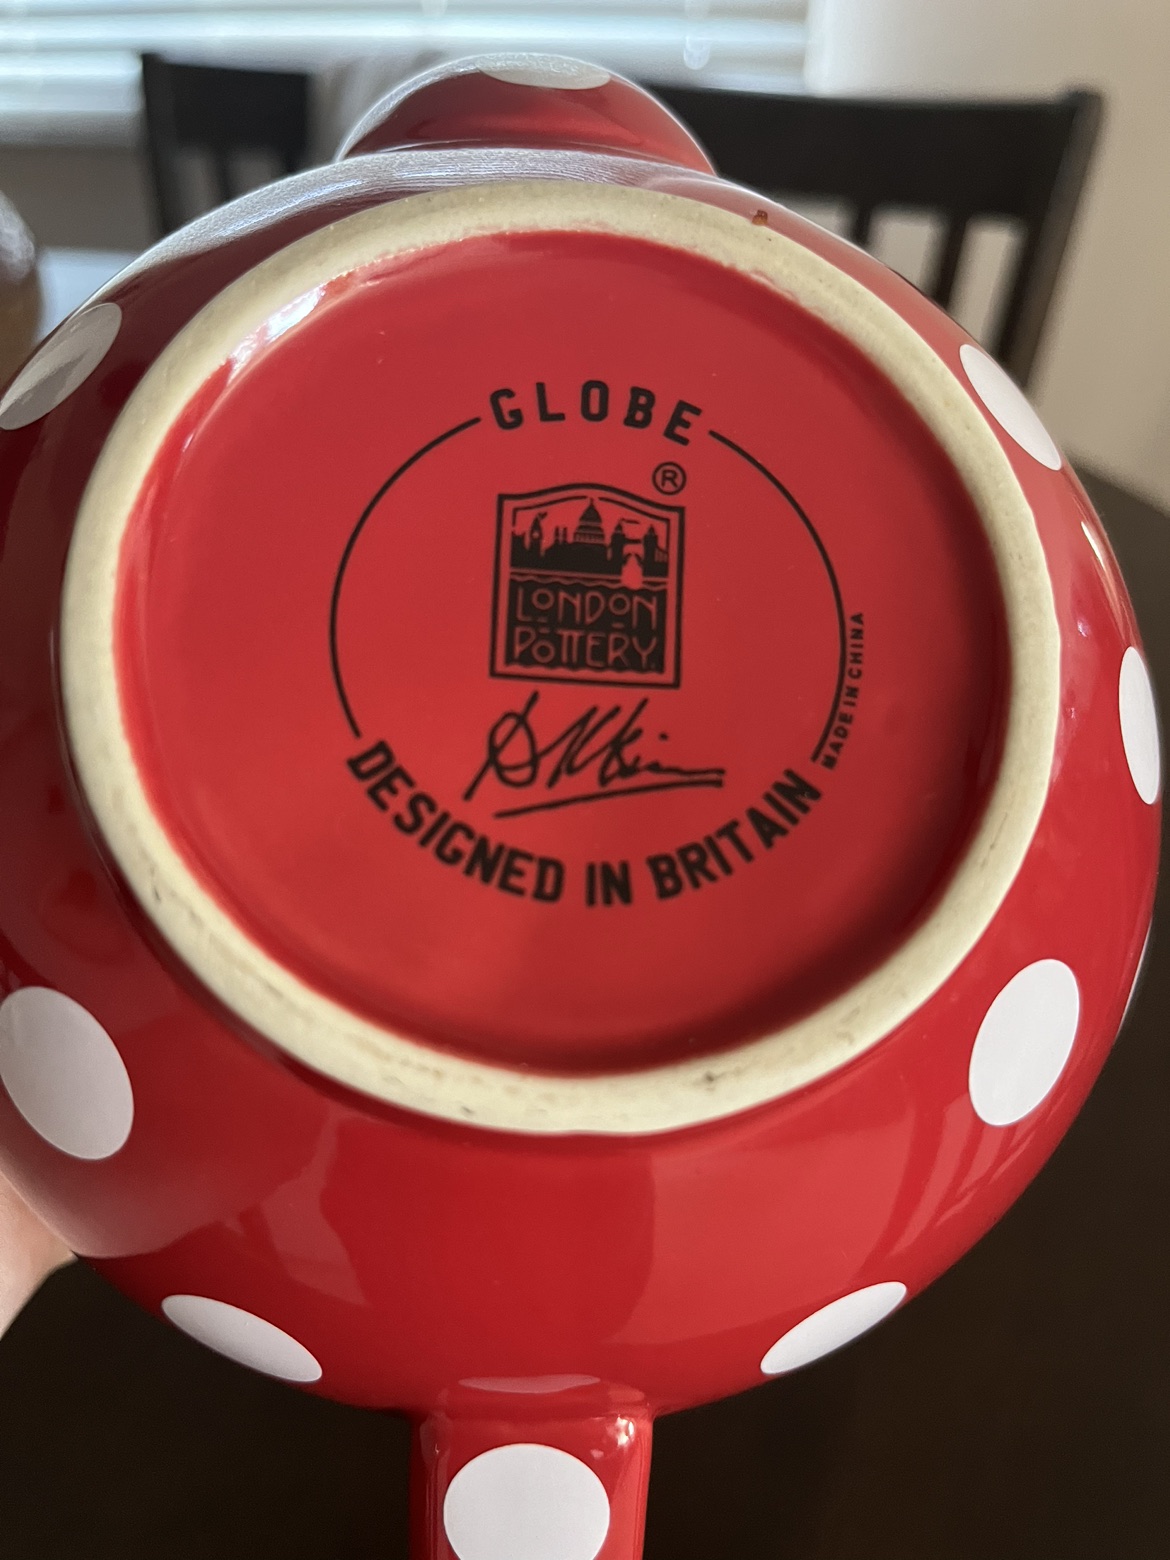 GLOBE
®
LONDON
POTTERY
DESIGNED IN BRITAIN
MADE IN CHINA